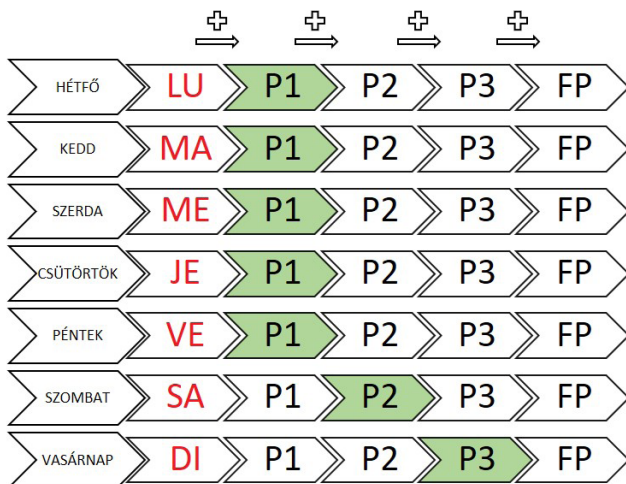 HÉTFŐ LU P1 P2 P3 FP
KEDD MA P1 P2 P3 FP
SZERDA ME P1 P2 P3 FP
CSÜTÖRTÖK JE P1 P2 P3 FP
PÉNTEK VE P1 P2 P3 FP
SZOMBAT SA P1 P2 P3 FP
VASÁRNAP DI P1 P2 P3 FP